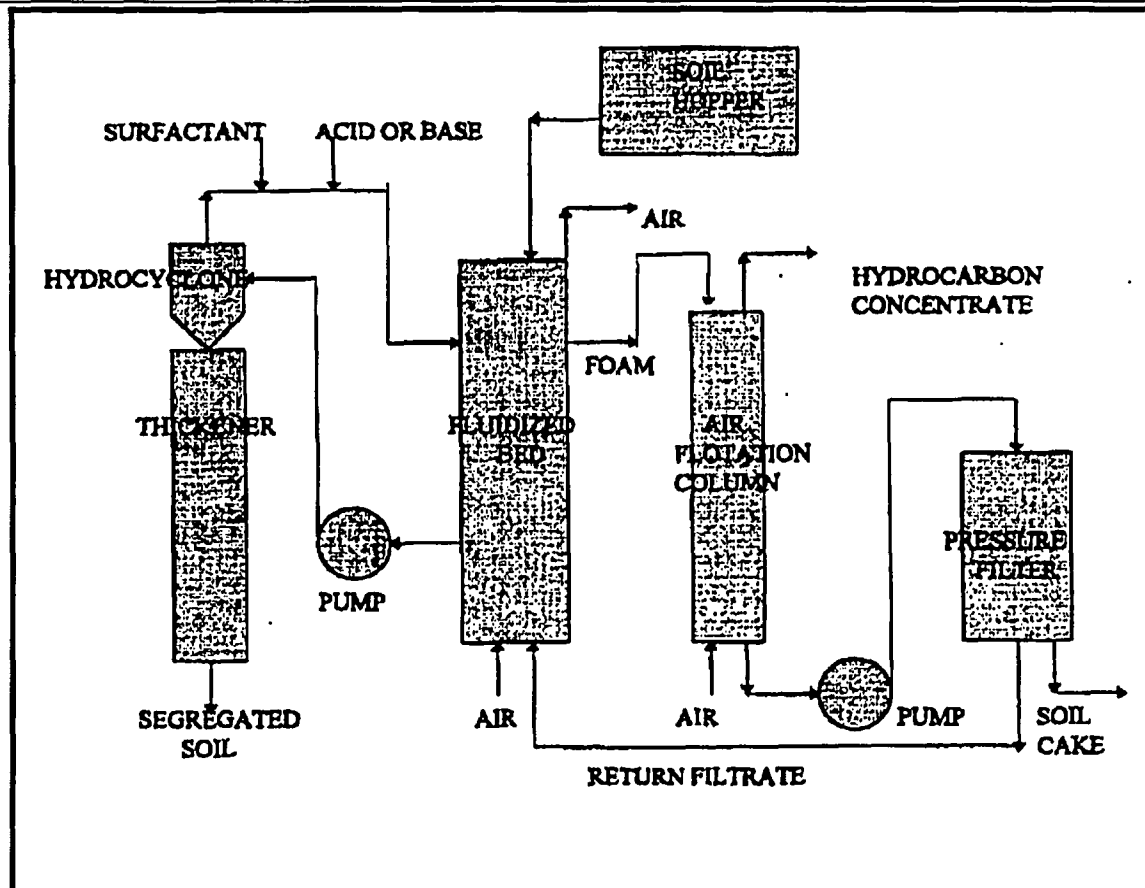 SOIL
HOPPER
SURFACTANT
ACID OR BASE
AIR
HYDROCYCLONE
HYDROCARBON
CONCENTRATE
FOAM
THICKENER
FLUIDIZED
BED
AIR
FLOTATION
COLUMN
PRESSURE
FILTER
PUMP
SEGREGATED
SOIL
AIR
AIR
PUMP
SOIL
CAKE
RETURN FILTRATE